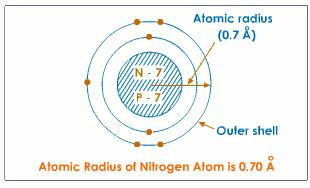 Atomic radius
(0.7 Å)
N - 7
P - 7
Outer shell
Atomic Radius of Nitrogen Atom is 0.70 Å